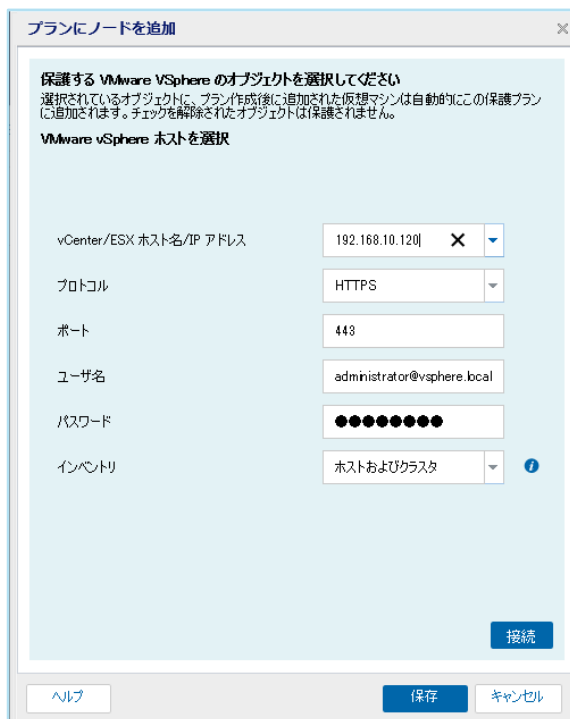 プランにノードを追加
保護する VMware VSphere のオブジェクトを選択してください
選択されているオブジェクトに、プラン作成後に追加された仮想マシンは自動的にこの保護プラン
に追加されます。チェックを解除されたオブジェクトは保護されません。
VMware vSphere ホストを選択
vCenter/ESX ホスト名/IP アドレス 192.168.10.120
プロトコル HTTPS
ポート 443
ユーザ名 administrator@vsphere.local
パスワード ●●●●●●●●
インベントリ ホストおよびクラスタ
接続
ヘルプ 保存 キャンセル